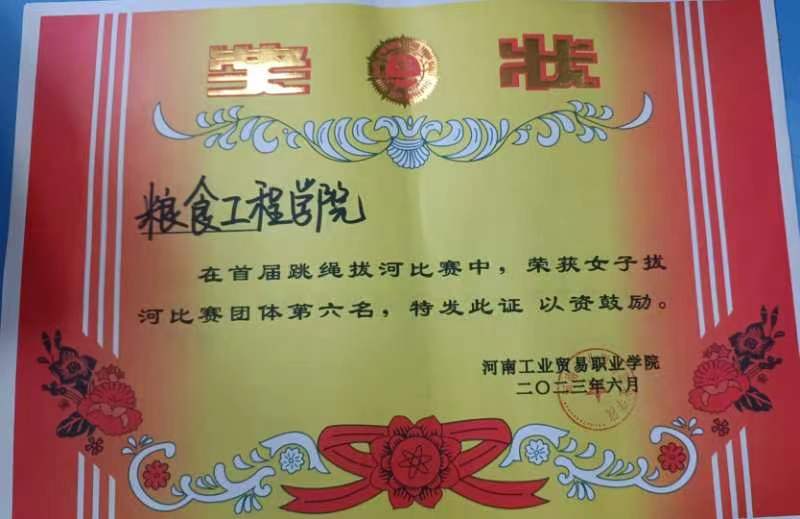 奖 状
粮食工程学院
在首届跳绳拔河比赛中，荣获女子拔
河比赛团体第六名，特发此证 以资鼓励。
河南工业贸易职业学院
二〇二三年六月